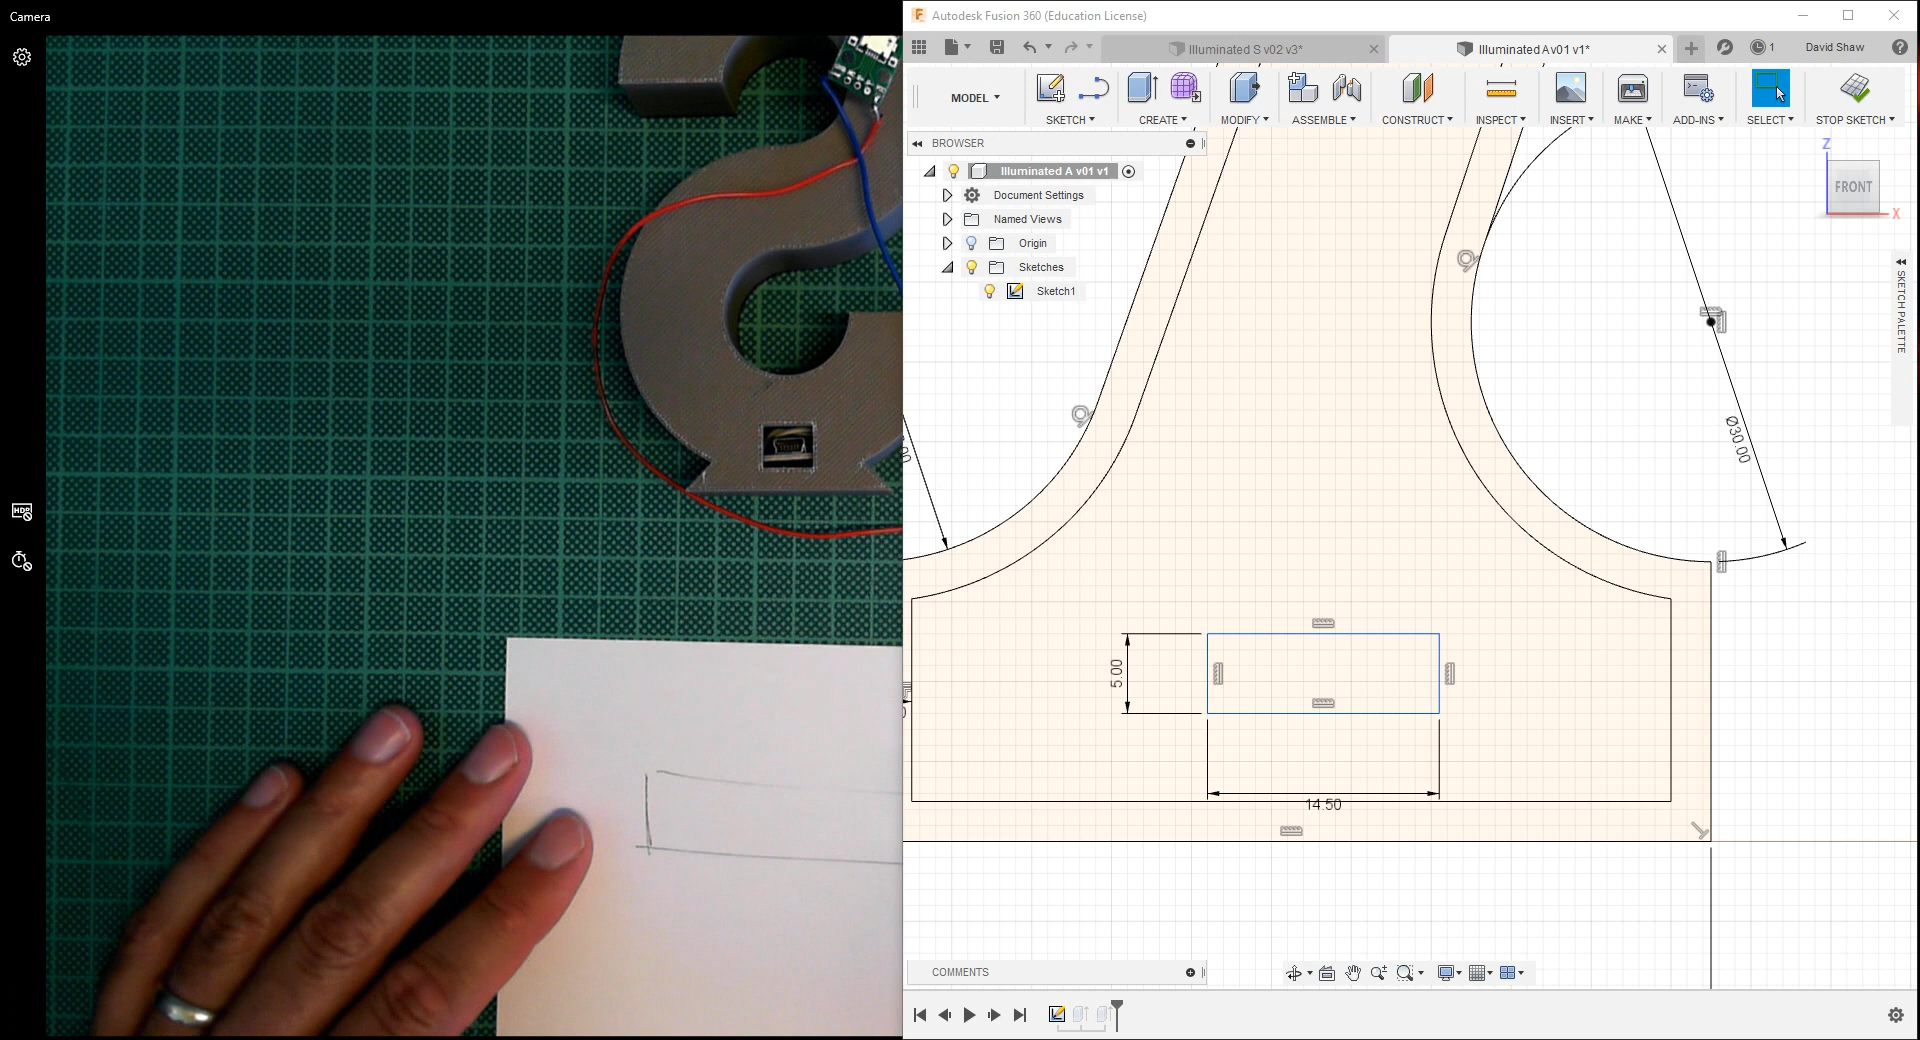 Camera
Autodesk Fusion 360 (Education License)
Illuminated S v02 v3*
Illuminated A v01 v1*
1
David Shaw
MODEL
SKETCH
CREATE
MODIFY
ASSEMBLE
CONSTRUCT
INSPECT
INSERT
MAKE
ADD-INS
SELECT
STOP SKETCH
BROWSER
Illuminated A v01 v1
Document Settings
Named Views
Origin
Sketches
Sketch1
Z
FRONT
X
SKETCH PALETTE
HDR
Ø30.00
5.00
14.50
COMMENTS